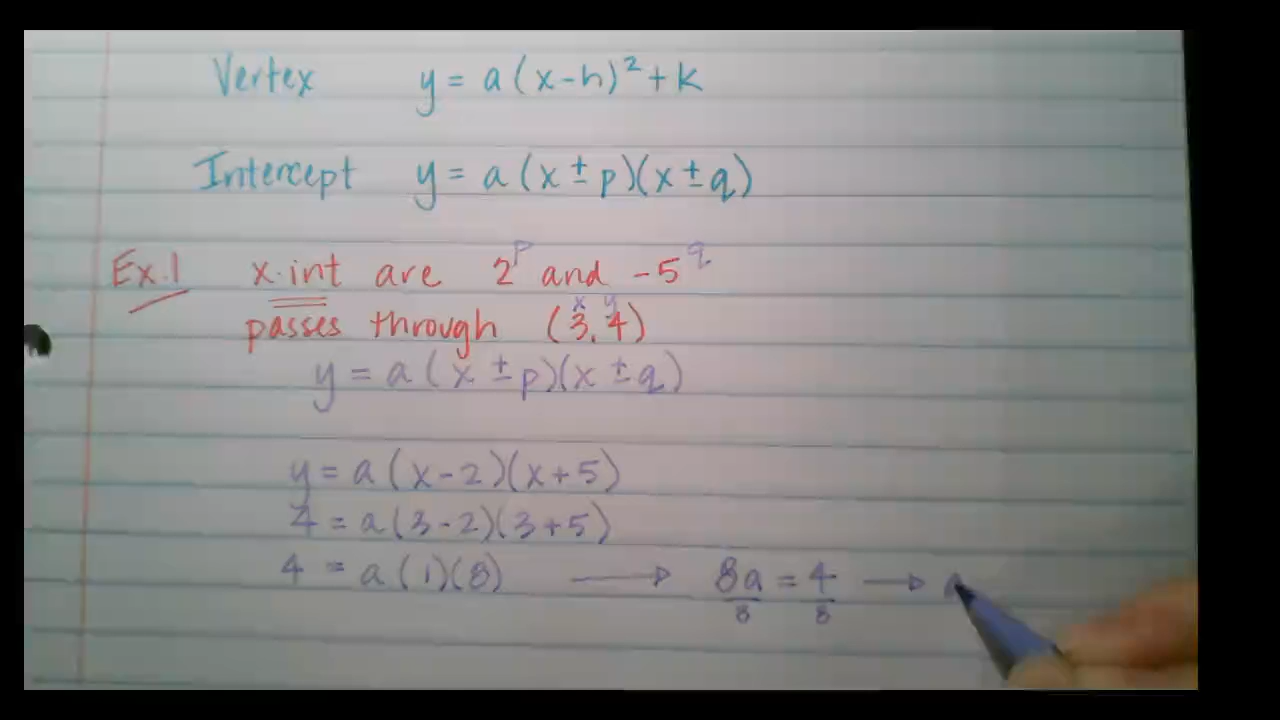 Vertex y = a(x-h)² + k
Intercept y = a(x ± p)(x ± q)
Ex.1 x-int are 2 p and -5 q
x y
passes through (3, 4)
y = a(x ± p)(x ± q)
y = a(x-2)(x+5)
4 = a(3-2)(3+5)
4 = a(1)(8) → 8a/8 = 4/8 →